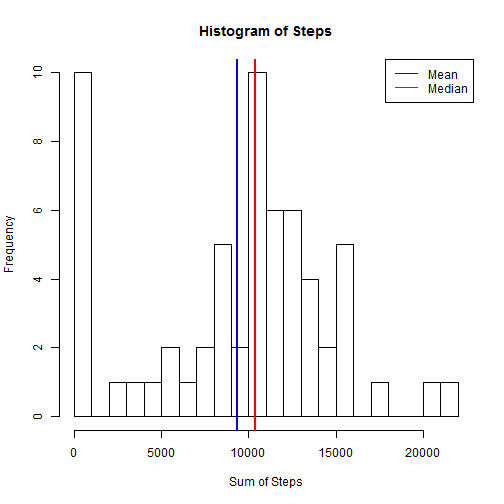 Histogram of Steps
Mean
Median
Frequency
10
8
6
4
2
0
0 5000 10000 15000 20000
Sum of Steps